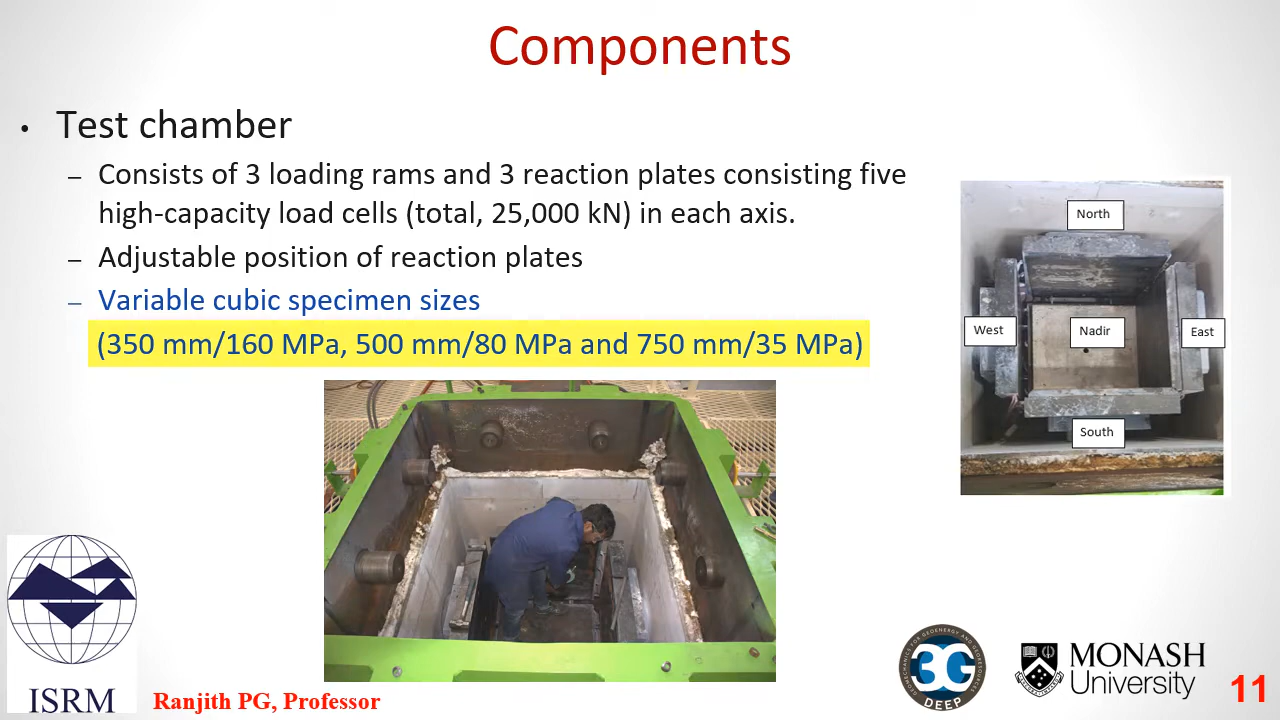 Components
• Test chamber
– Consists of 3 loading rams and 3 reaction plates consisting five
high-capacity load cells (total, 25,000 kN) in each axis.
– Adjustable position of reaction plates
– Variable cubic specimen sizes
(350 mm/160 MPa, 500 mm/80 MPa and 750 mm/35 MPa)
North
West
Nadir
East
South
ISRM
Ranjith PG, Professor
3G
DEEP
MONASH
University
11